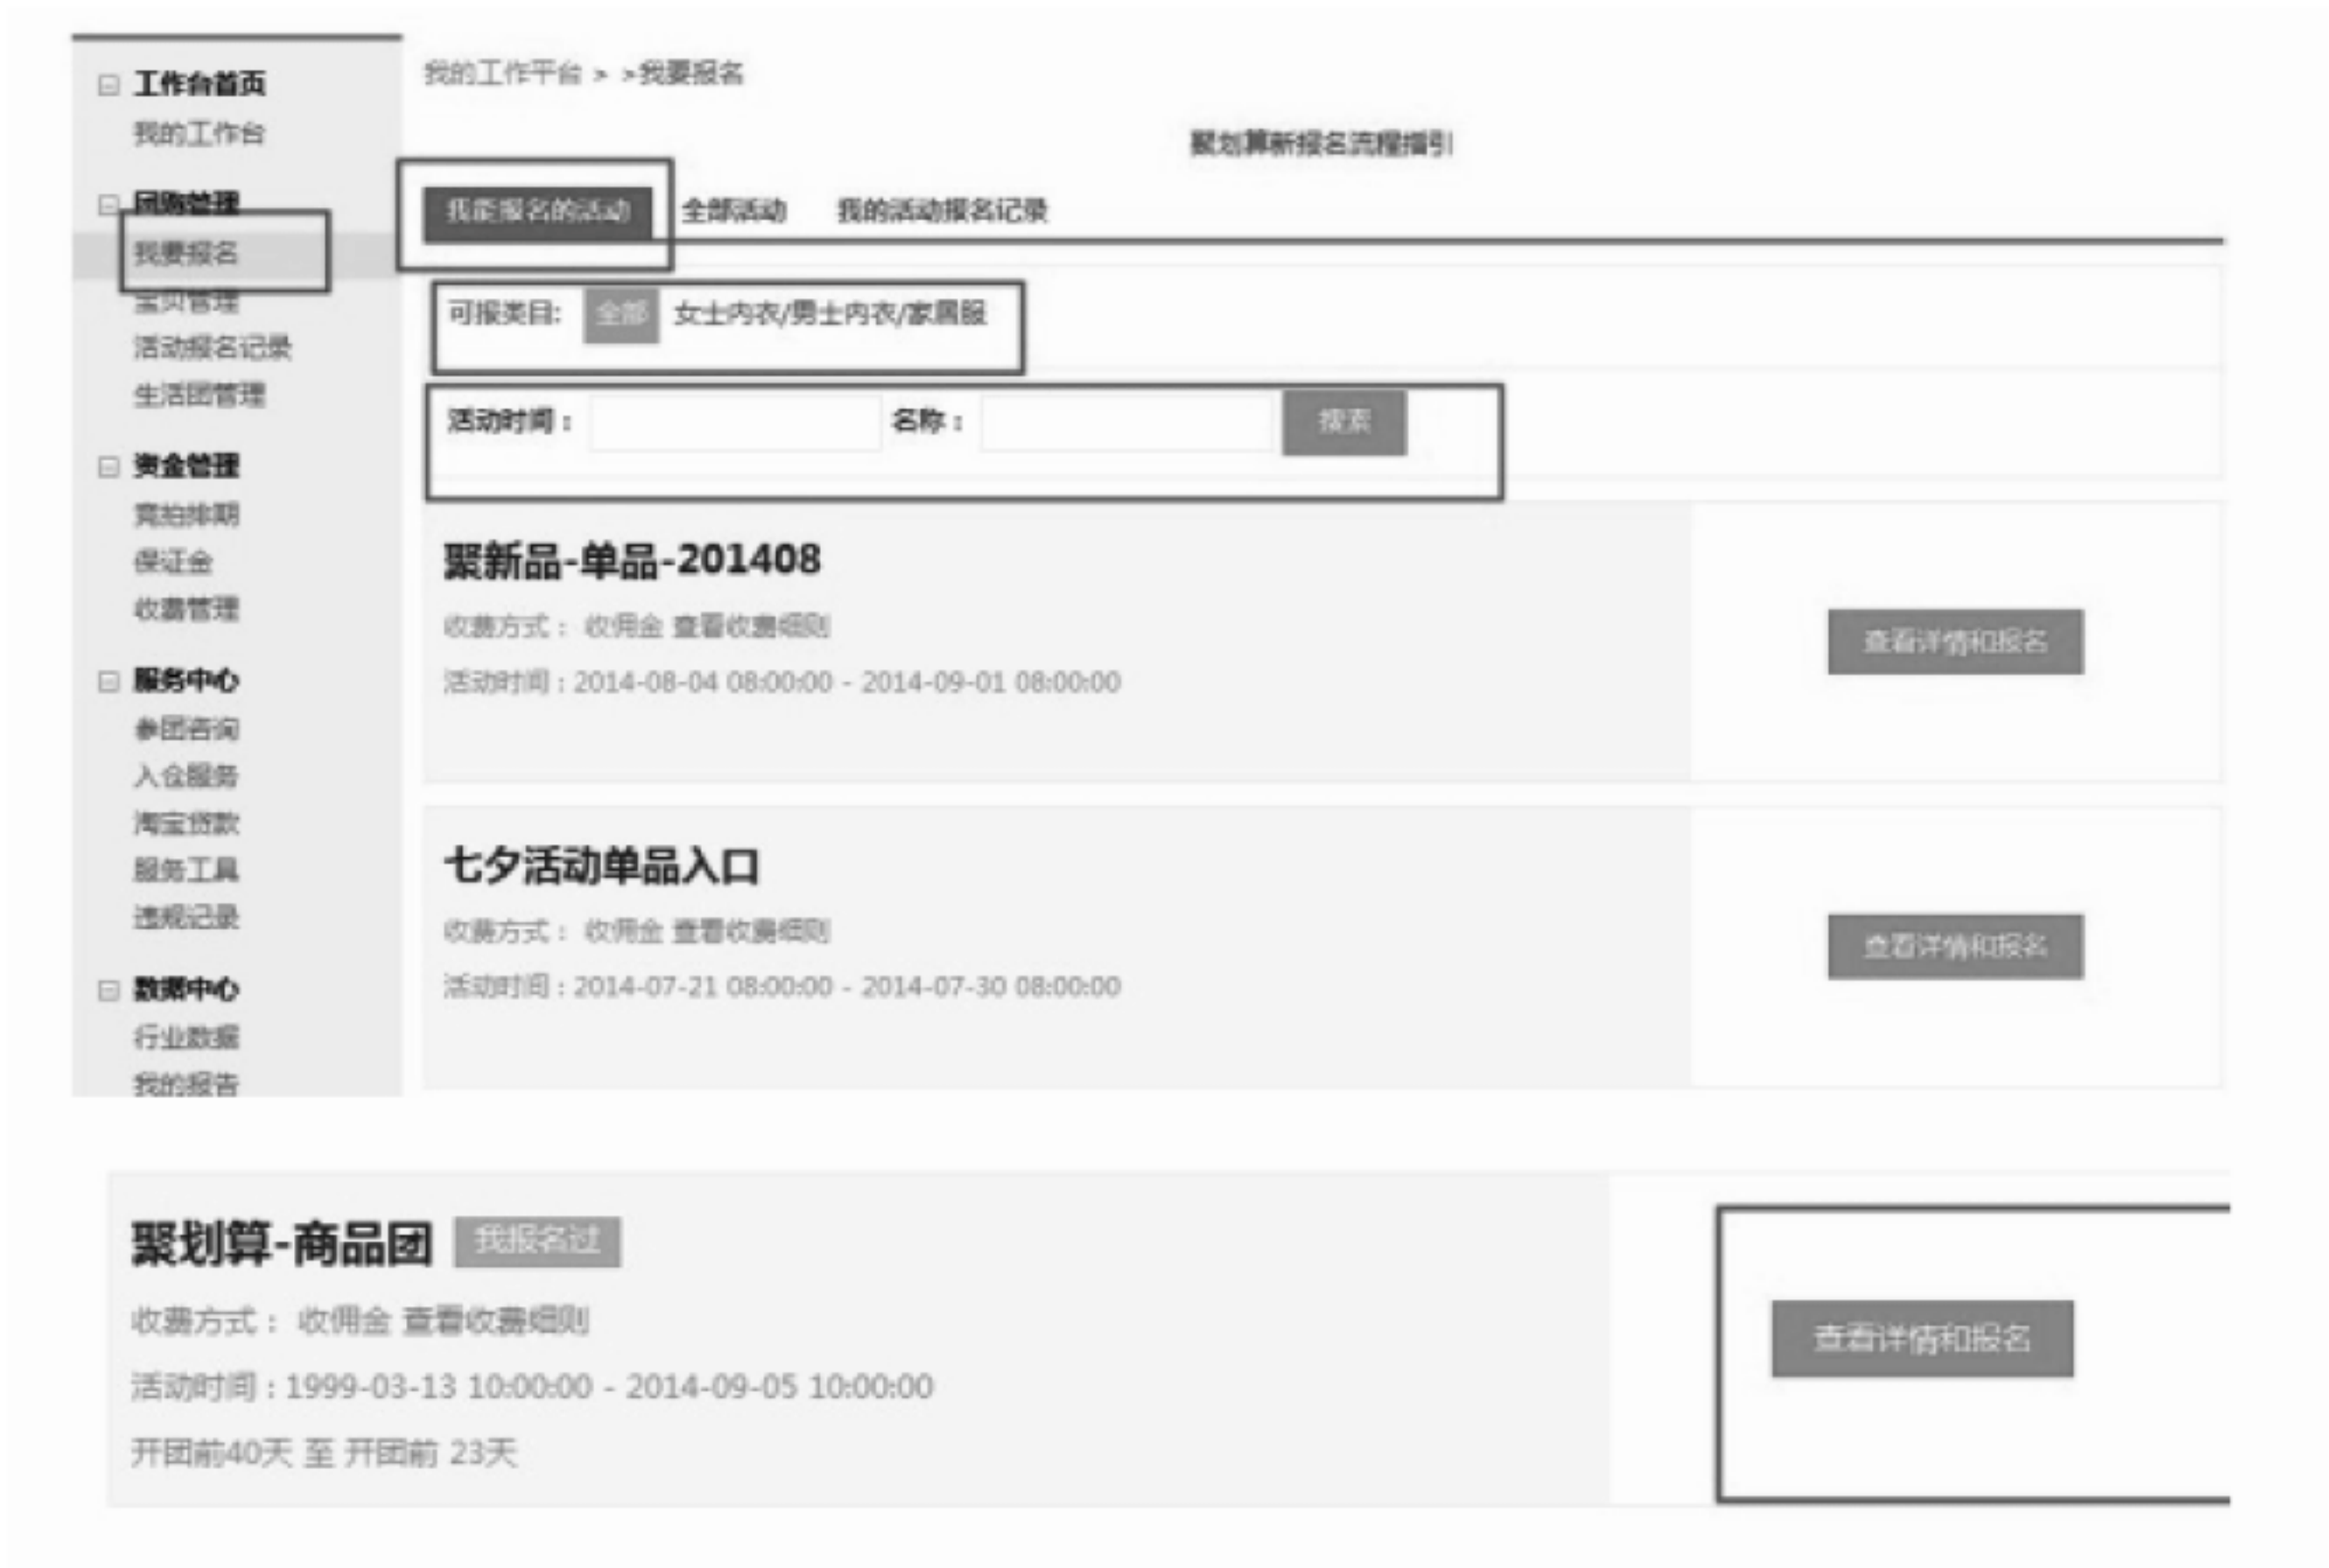 工作台首页
我的工作台
团购管理
我要报名
宝贝管理
活动报名记录
生活团管理
资金管理
竞拍排期
保证金
收费管理
服务中心
参团咨询
入仓服务
淘宝贷款
服务工具
违规记录
数据中心
行业数据
我的报告
我的工作平台 > >我要报名
聚划算新报名流程指引
我能报名的活动 全部活动 我的活动报名记录
可报类目: 全部 女士内衣/男士内衣/家居服
活动时间： 名称： 搜索
聚新品-单品-201408
收费方式： 收佣金 查看收费细则
活动时间 : 2014-08-04 08:00:00 - 2014-09-01 08:00:00
查看详情和报名
七夕活动单品入口
收费方式： 收佣金 查看收费细则
活动时间 : 2014-07-21 08:00:00 - 2014-07-30 08:00:00
查看详情和报名
聚划算-商品团 我报名过
收费方式： 收佣金 查看收费细则
活动时间 : 1999-03-13 10:00:00 - 2014-09-05 10:00:00
开团前40天 至 开团前 23天
查看详情和报名